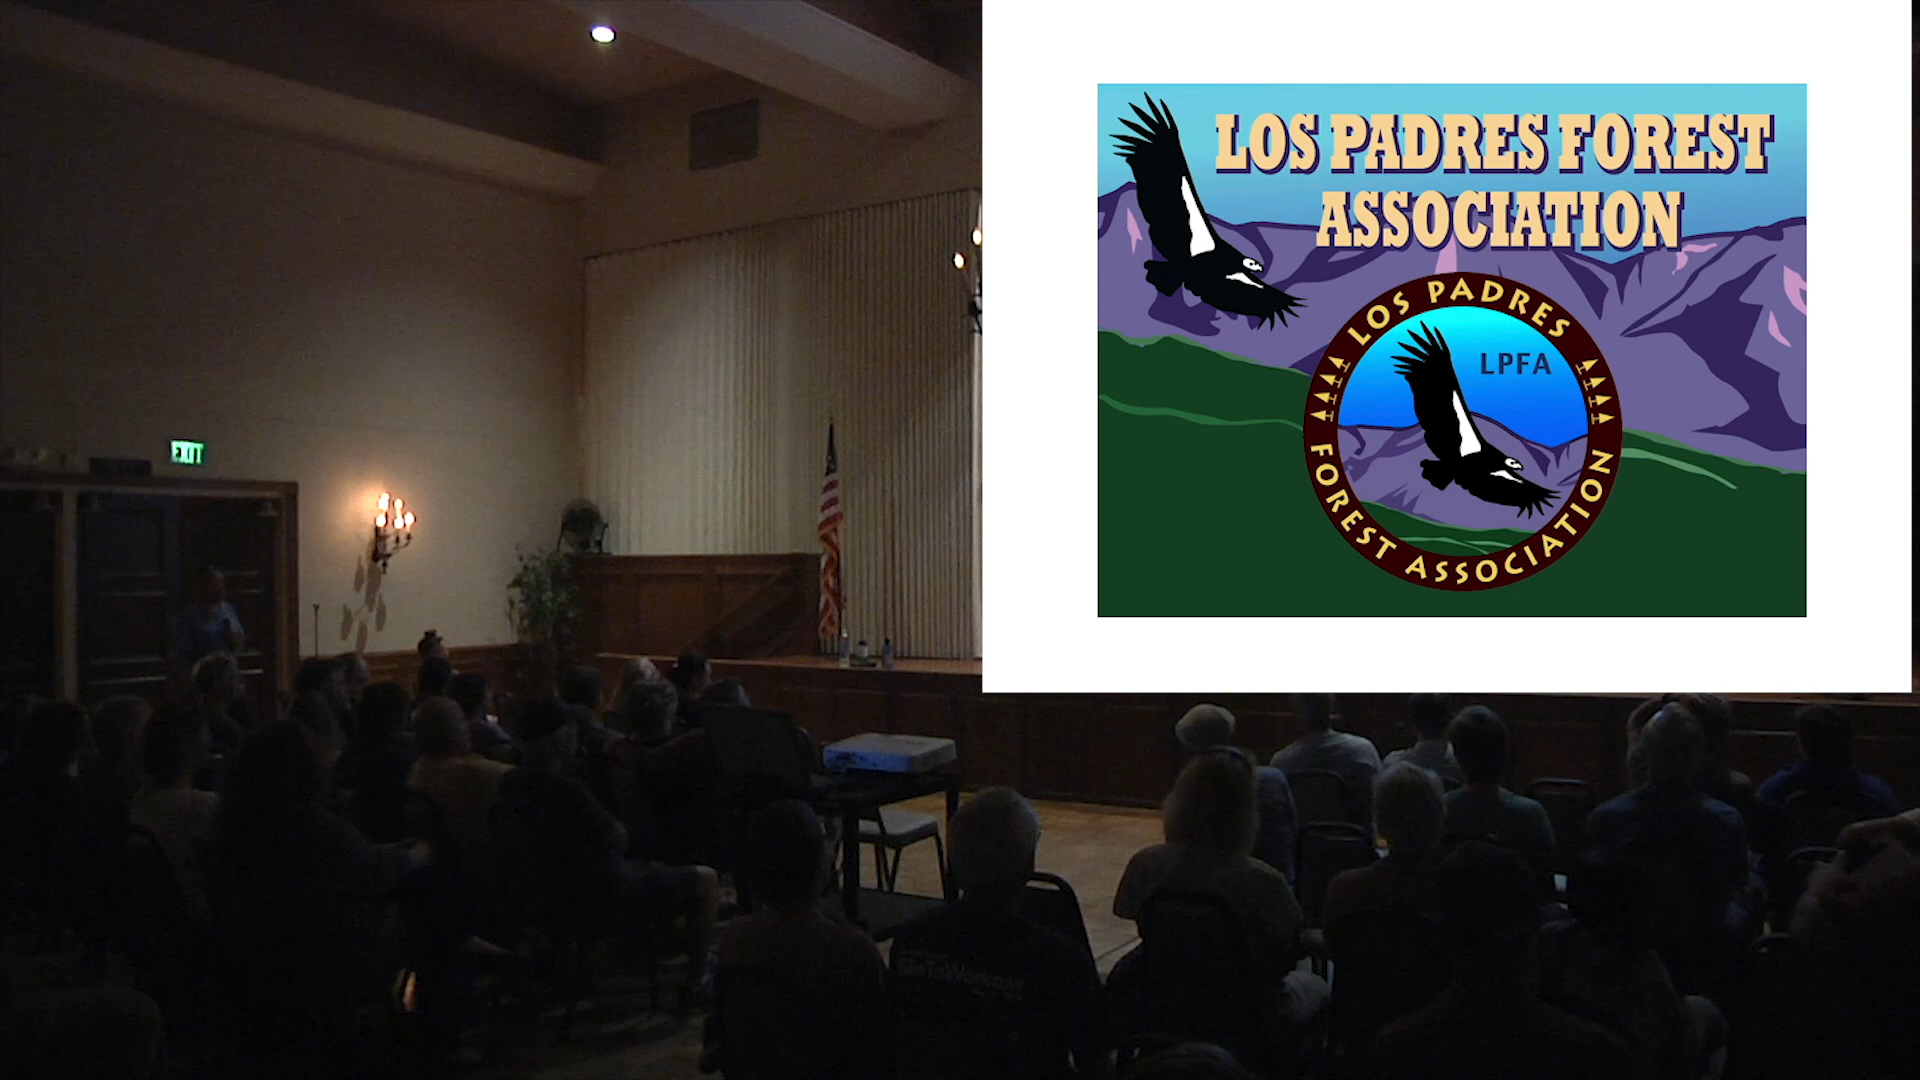 EXIT
LOS PADRES FOREST
ASSOCIATION
LOS PADRES
LPFA
FOREST ASSOCIATION